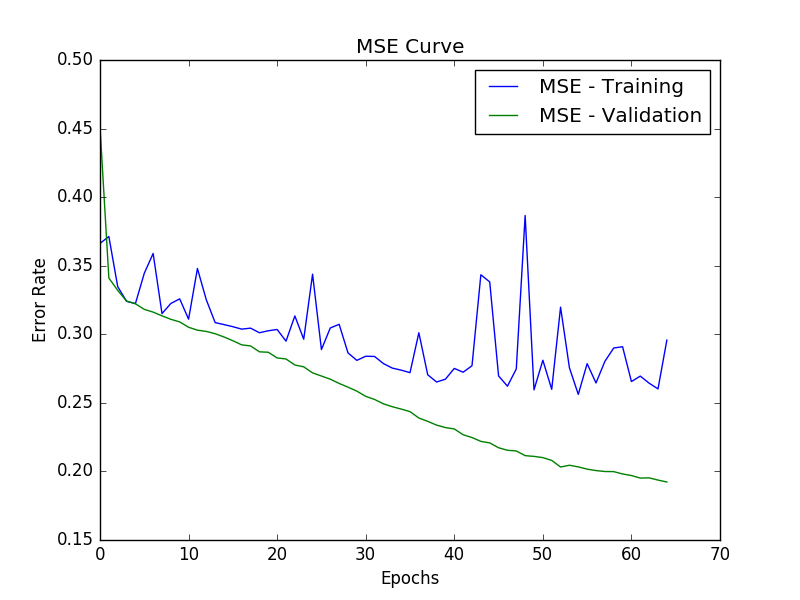 MSE Curve
MSE - Training
MSE - Validation
0.50
0.45
0.40
0.35
0.30
0.25
0.20
0.15
Error Rate
0 10 20 30 40 50 60 70
Epochs